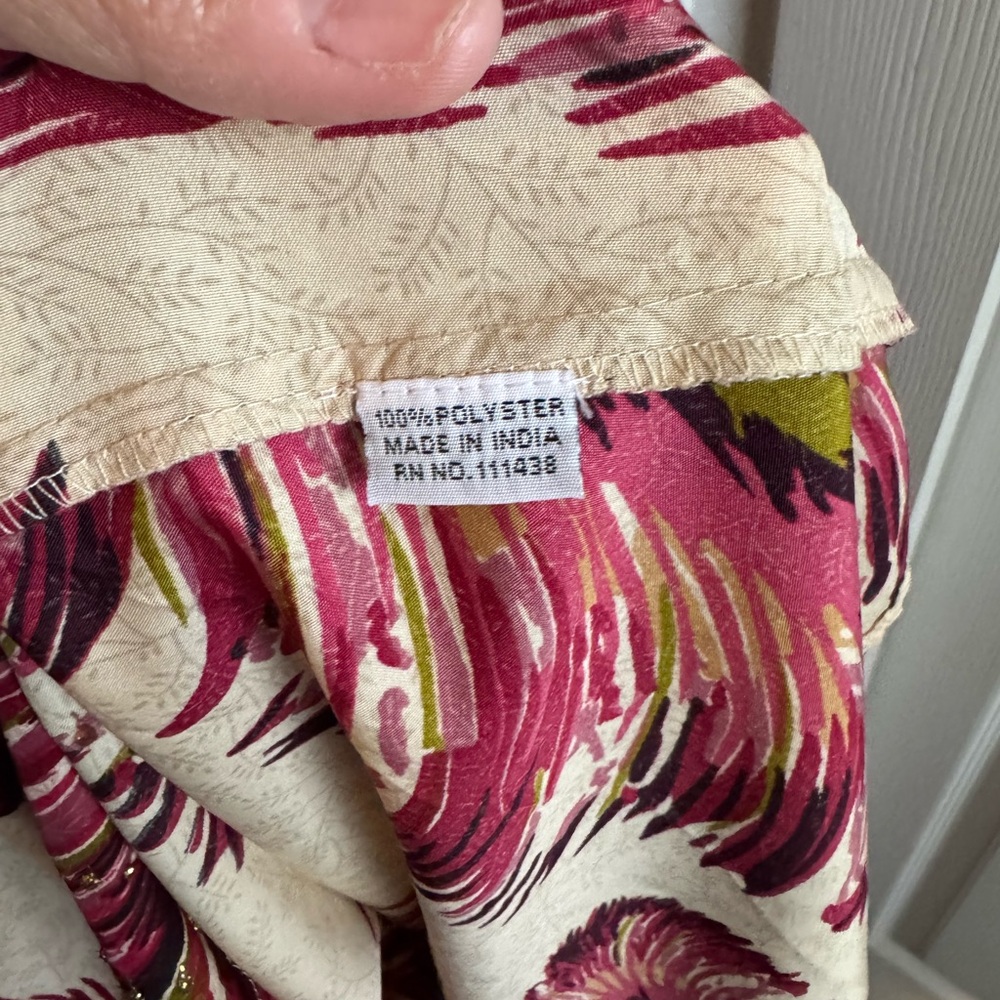 100%POLYSTER
MADE IN INDIA
RN NO.111438